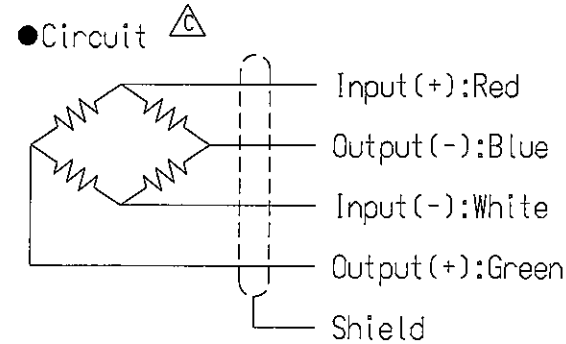 ●Circuit C
Input(+):Red
Output(-):Blue
Input(-):White
Output(+):Green
Shield